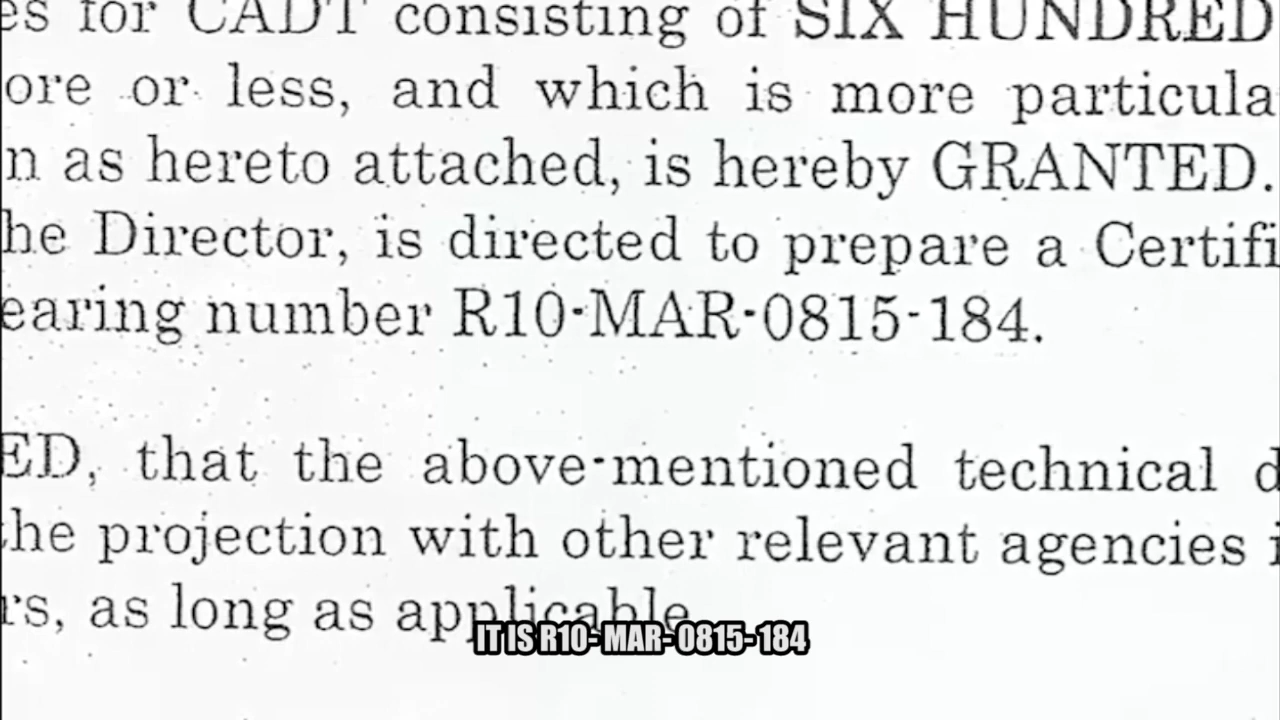 es for CADT consisting of SIX HUNDRED
ore or less, and which is more particula
n as hereto attached, is hereby GRANTED.
he Director, is directed to prepare a Certifi
earing number R10-MAR-0815-184.
ED, that the above-mentioned technical d
he projection with other relevant agencies i
rs, as long as applicable
IT IS R10- MAR- 0815- 184